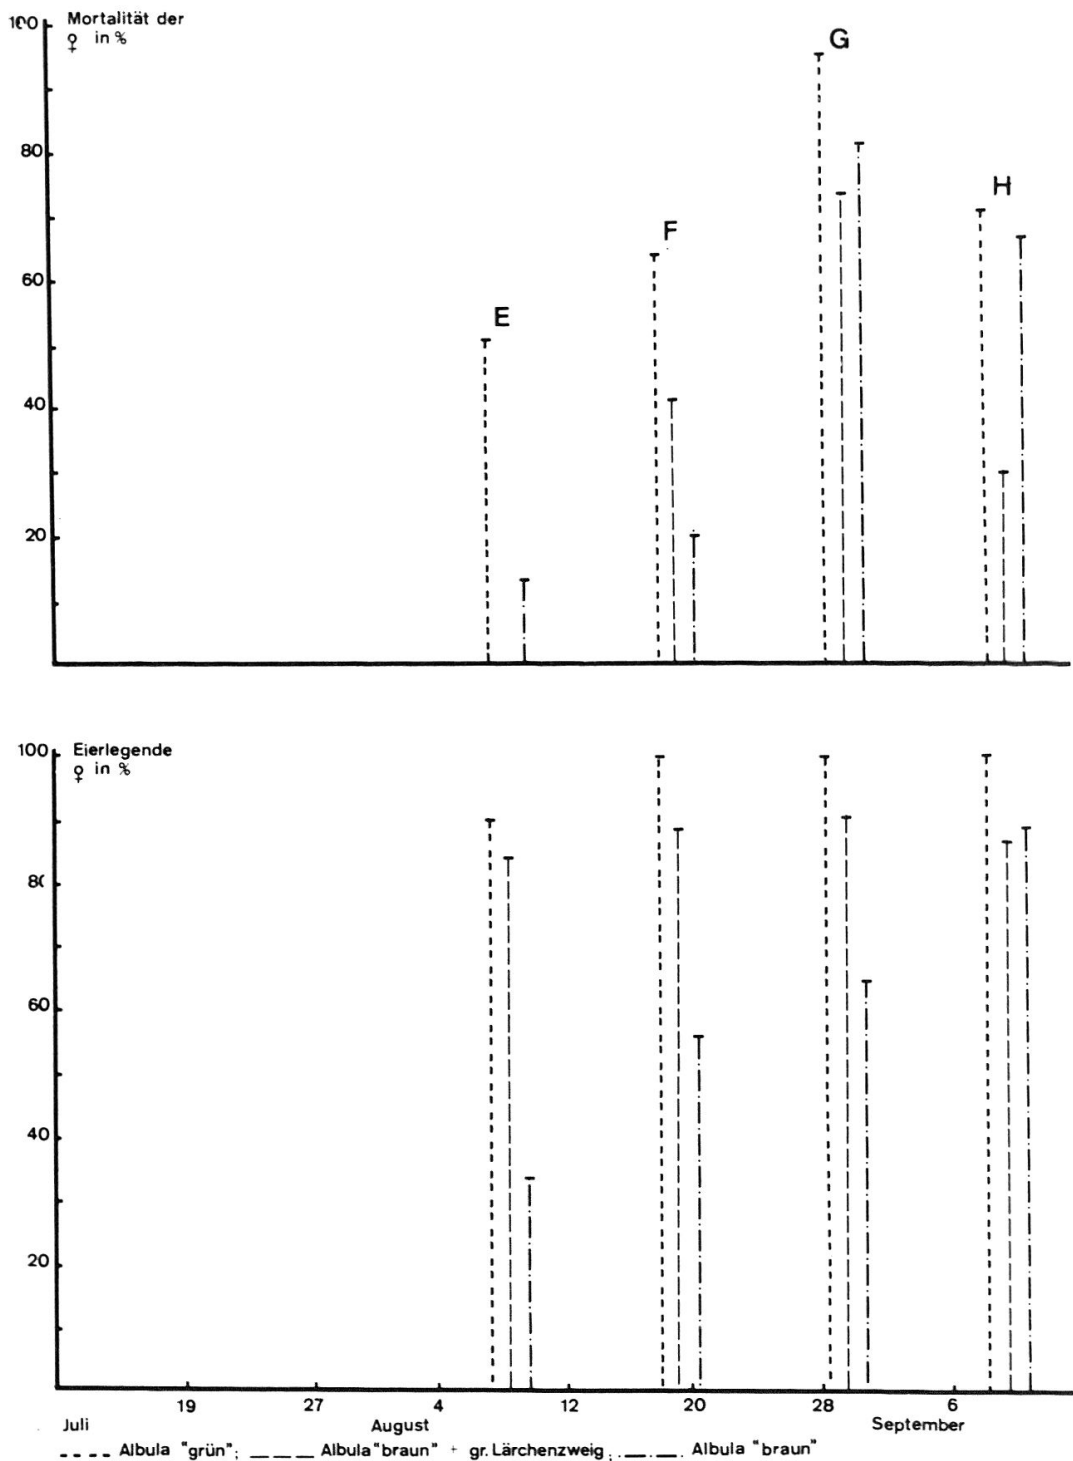 100 Mortalität der
♀ in %
G
80
H
F
60
E
40
20
100 Eierlegende
♀ in %
80
60
40
20
19 27 4 12 20 28 6
Juli August September
Albula "grün"; Albula "braun" + gr. Lärchenzweig; Albula "braun"